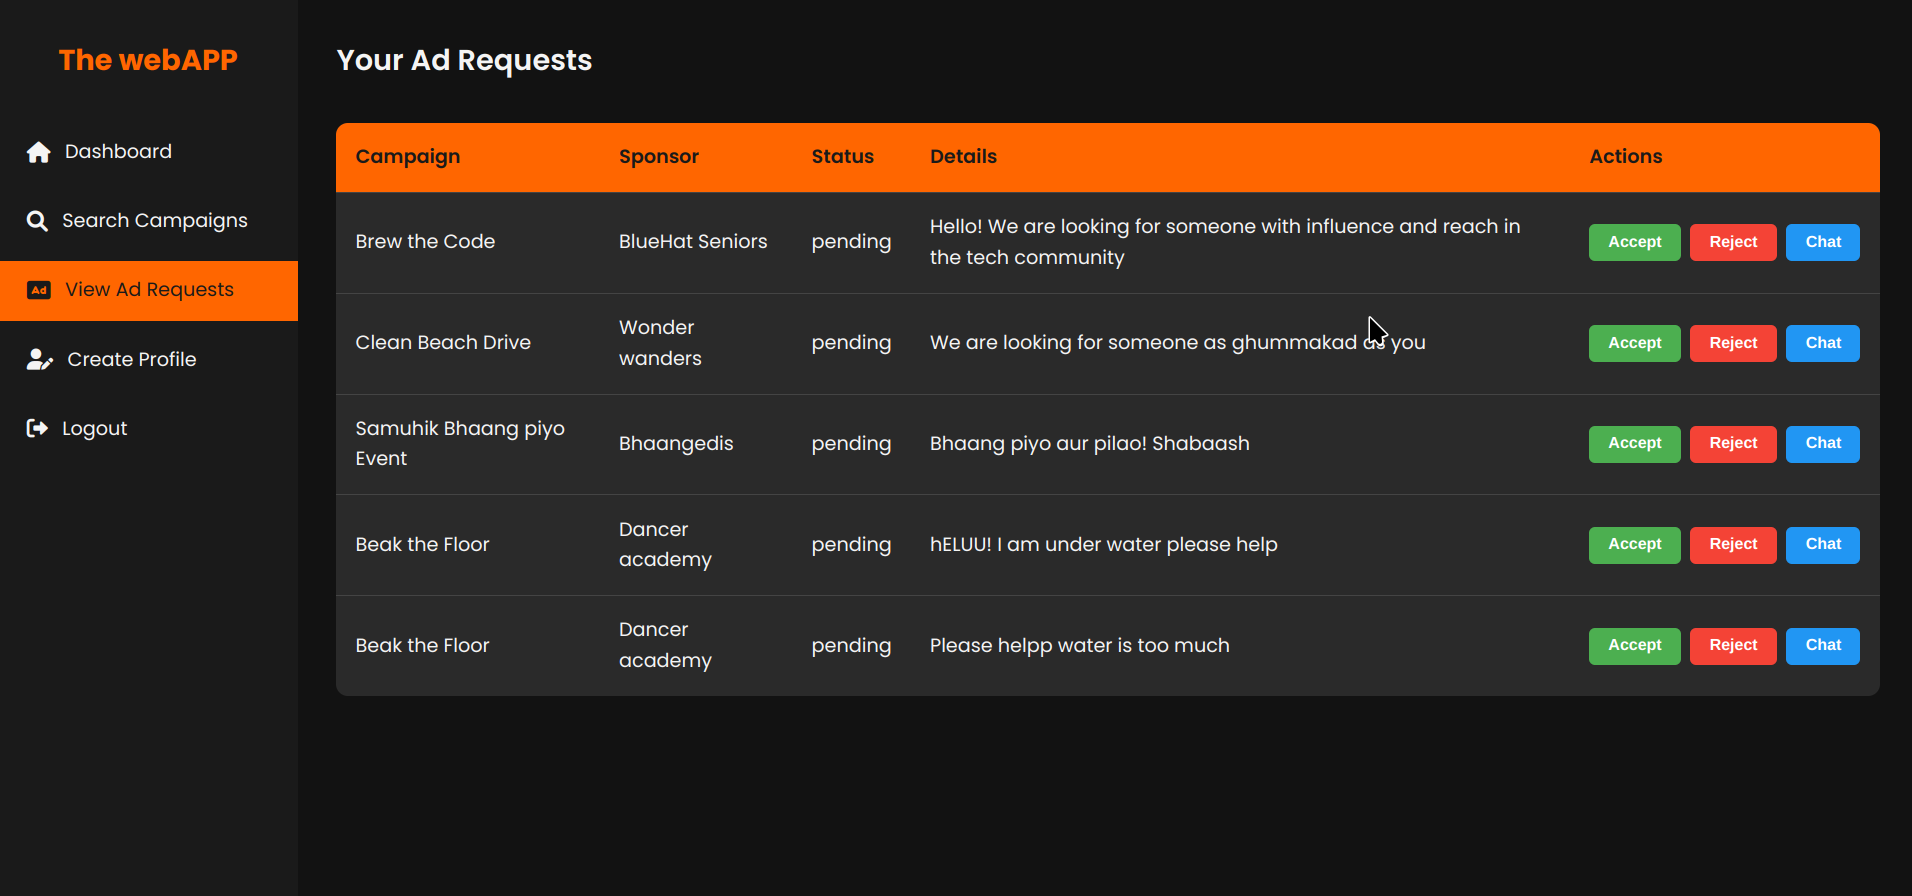 The webAPP
Dashboard
Search Campaigns
Ad View Ad Requests
Create Profile
Logout
Your Ad Requests
Campaign Sponsor Status Details Actions
Brew the Code BlueHat Seniors pending Hello! We are looking for someone with influence and reach in
the tech community
Accept Reject Chat
Clean Beach Drive Wonder
wanders
pending We are looking for someone as ghummakad as you Accept Reject Chat
Samuhik Bhaang piyo
Event
Bhaangedis pending Bhaang piyo aur pilao! Shabaash Accept Reject Chat
Beak the Floor Dancer
academy
pending hELUU! I am under water please help Accept Reject Chat
Beak the Floor Dancer
academy
pending Please helpp water is too much Accept Reject Chat